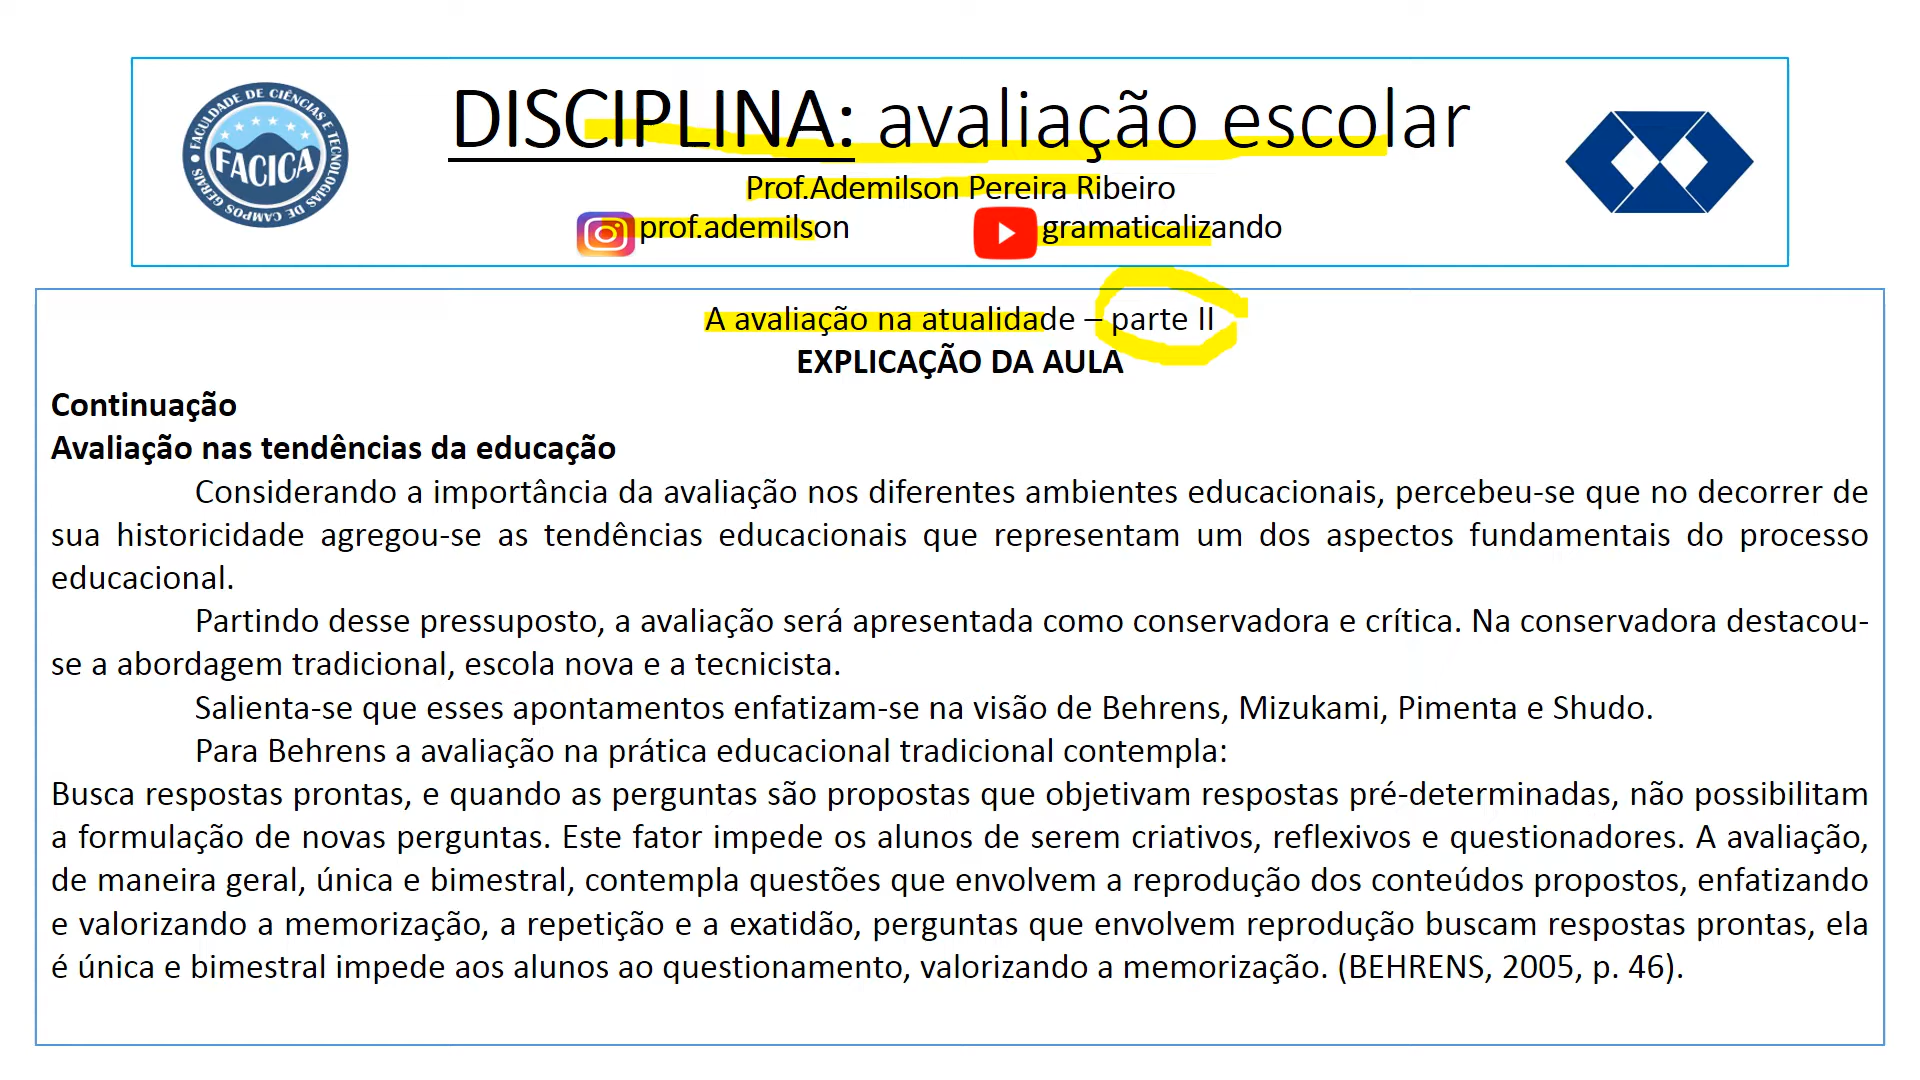 FACULDADE DE CIÊNCIAS E TECNOLOGIAS DE CAMPOS GERAIS
FACICA
DISCIPLINA: avaliação escolar
Prof.Ademilson Pereira Ribeiro
prof.ademilson gramaticalizando
A avaliação na atualidade – parte II
EXPLICAÇÃO DA AULA
Continuação
Avaliação nas tendências da educação
Considerando a importância da avaliação nos diferentes ambientes educacionais, percebeu-se que no decorrer de
sua historicidade agregou-se as tendências educacionais que representam um dos aspectos fundamentais do processo
educacional.
Partindo desse pressuposto, a avaliação será apresentada como conservadora e crítica. Na conservadora destacou-
se a abordagem tradicional, escola nova e a tecnicista.
Salienta-se que esses apontamentos enfatizam-se na visão de Behrens, Mizukami, Pimenta e Shudo.
Para Behrens a avaliação na prática educacional tradicional contempla:
Busca respostas prontas, e quando as perguntas são propostas que objetivam respostas pré-determinadas, não possibilitam
a formulação de novas perguntas. Este fator impede os alunos de serem criativos, reflexivos e questionadores. A avaliação,
de maneira geral, única e bimestral, contempla questões que envolvem a reprodução dos conteúdos propostos, enfatizando
e valorizando a memorização, a repetição e a exatidão, perguntas que envolvem reprodução buscam respostas prontas, ela
é única e bimestral impede aos alunos ao questionamento, valorizando a memorização. (BEHRENS, 2005, p. 46).